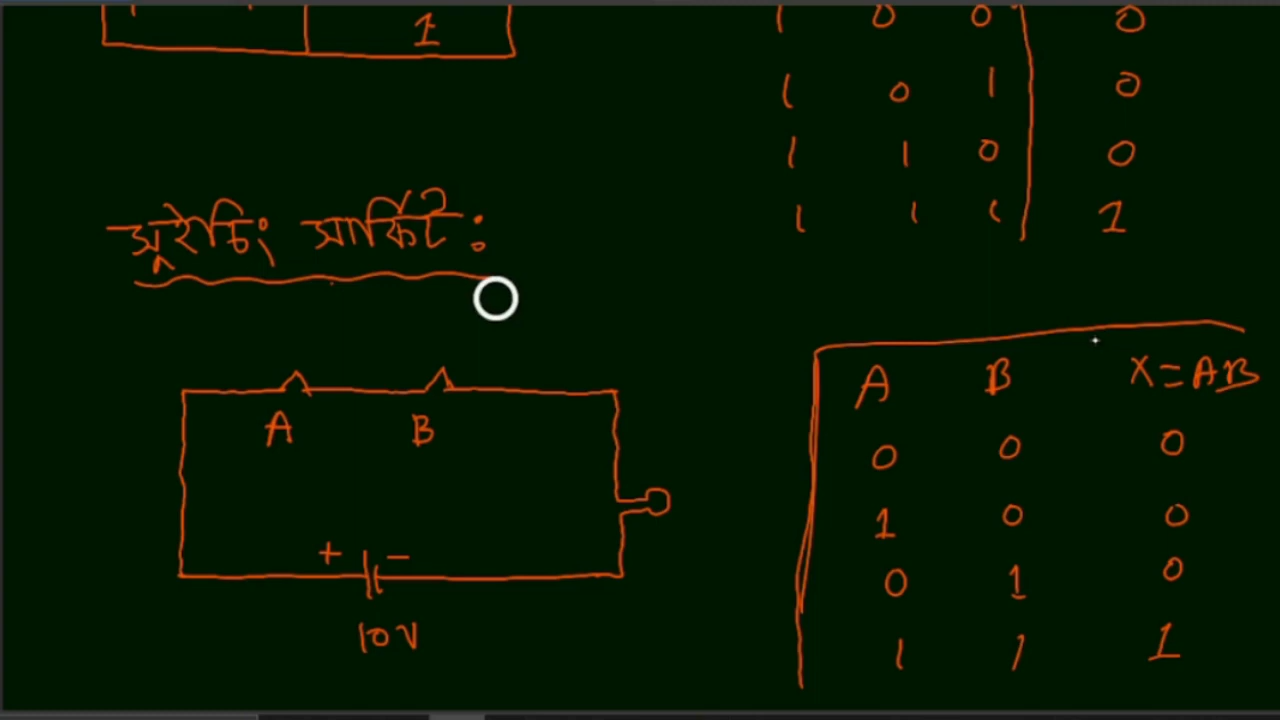 1
1 0 0 0
1 0 1 0
1 1 0 0
1 1 1 1
সুইচিং সার্কিট :
A B
+ -
10V
A B X=AB
0 0 0
1 0 0
0 1 0
1 1 1